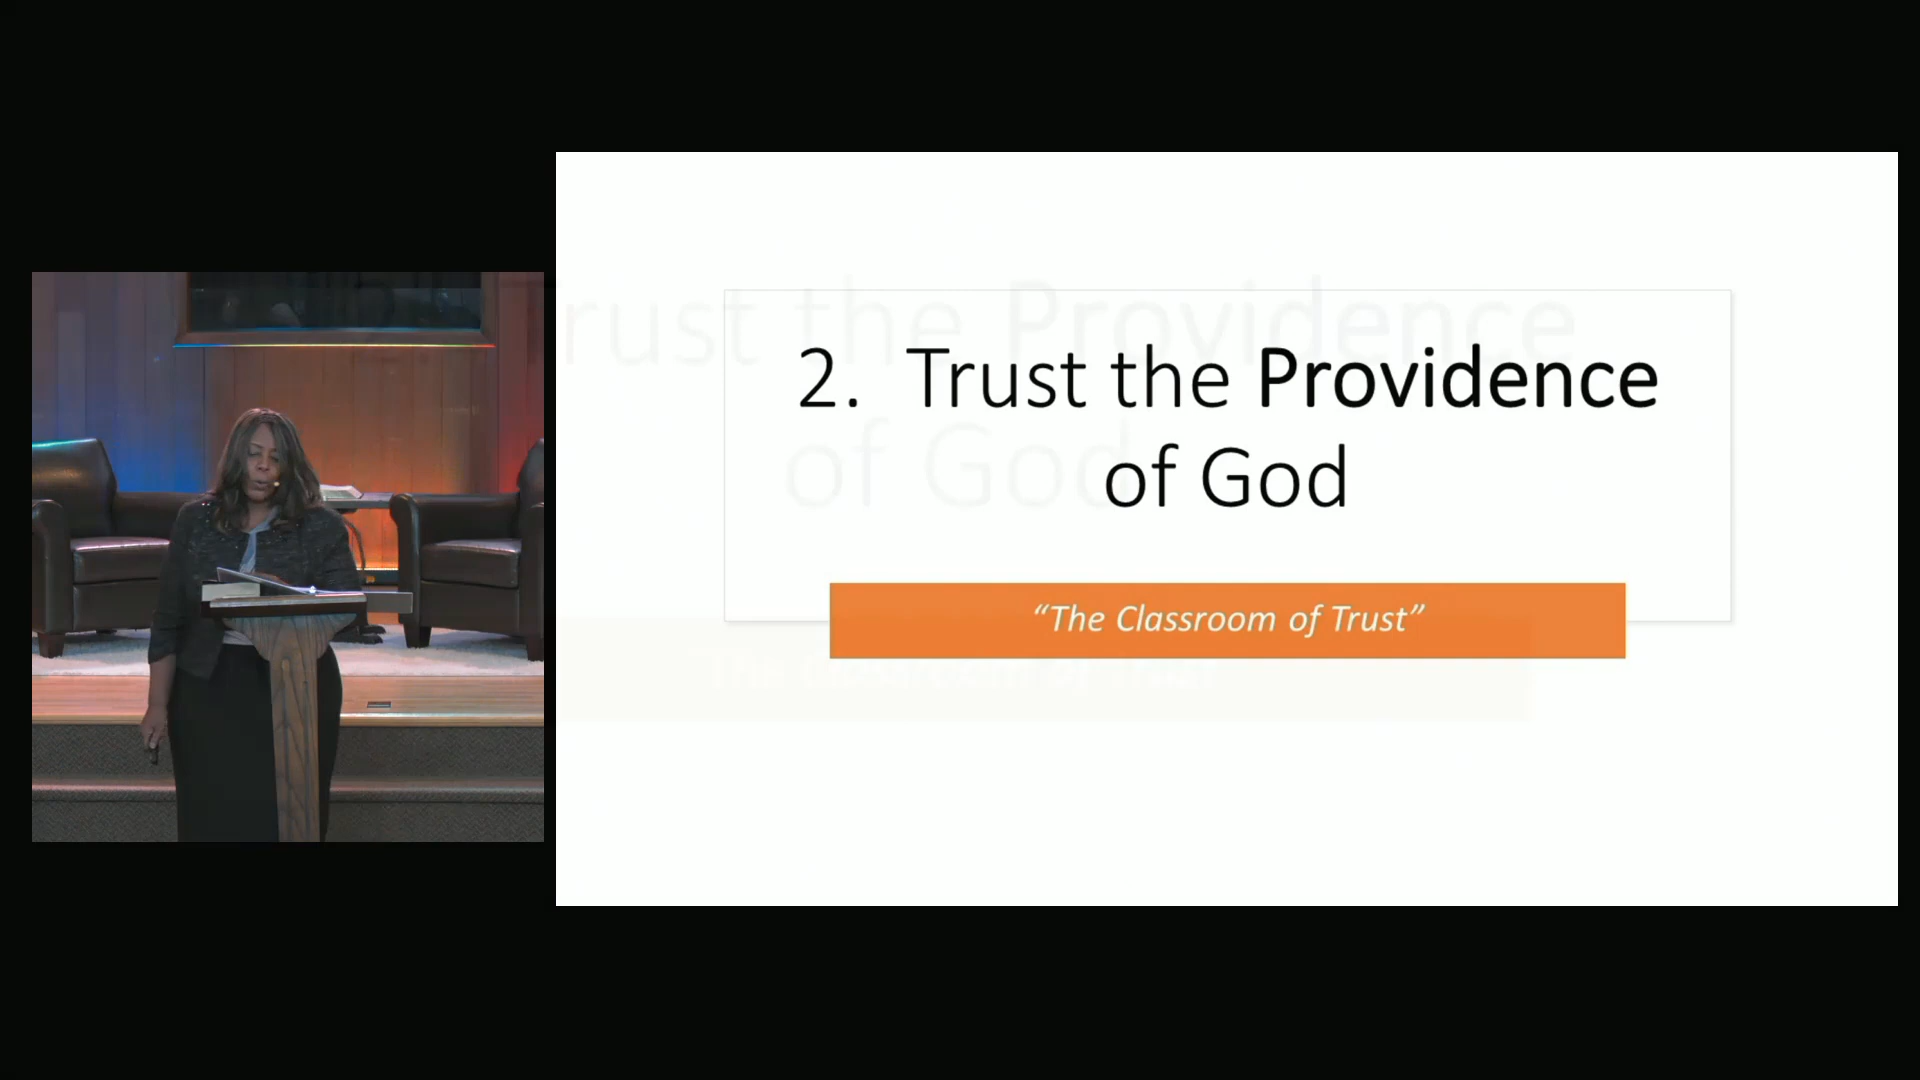 2. Trust the Providence
of God
“The Classroom of Trust”